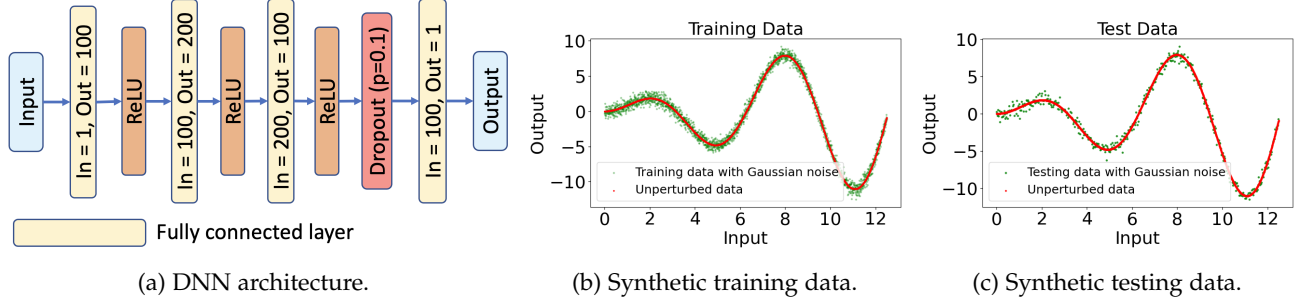 Input
In = 1, Out = 100
ReLU
In = 100, Out = 200
ReLU
In = 200, Out = 100
ReLU
Dropout (p=0.1)
In = 100, Out = 1
Output
Fully connected layer
(a) DNN architecture.
Training Data
Output
10
5
0
−5
−10
Training data with Gaussian noise
Unperturbed data
0 2 4 6 8 10 12
Input
(b) Synthetic training data.
Test Data
Output
10
5
0
−5
−10
Testing data with Gaussian noise
Unperturbed data
0 2 4 6 8 10 12
Input
(c) Synthetic testing data.